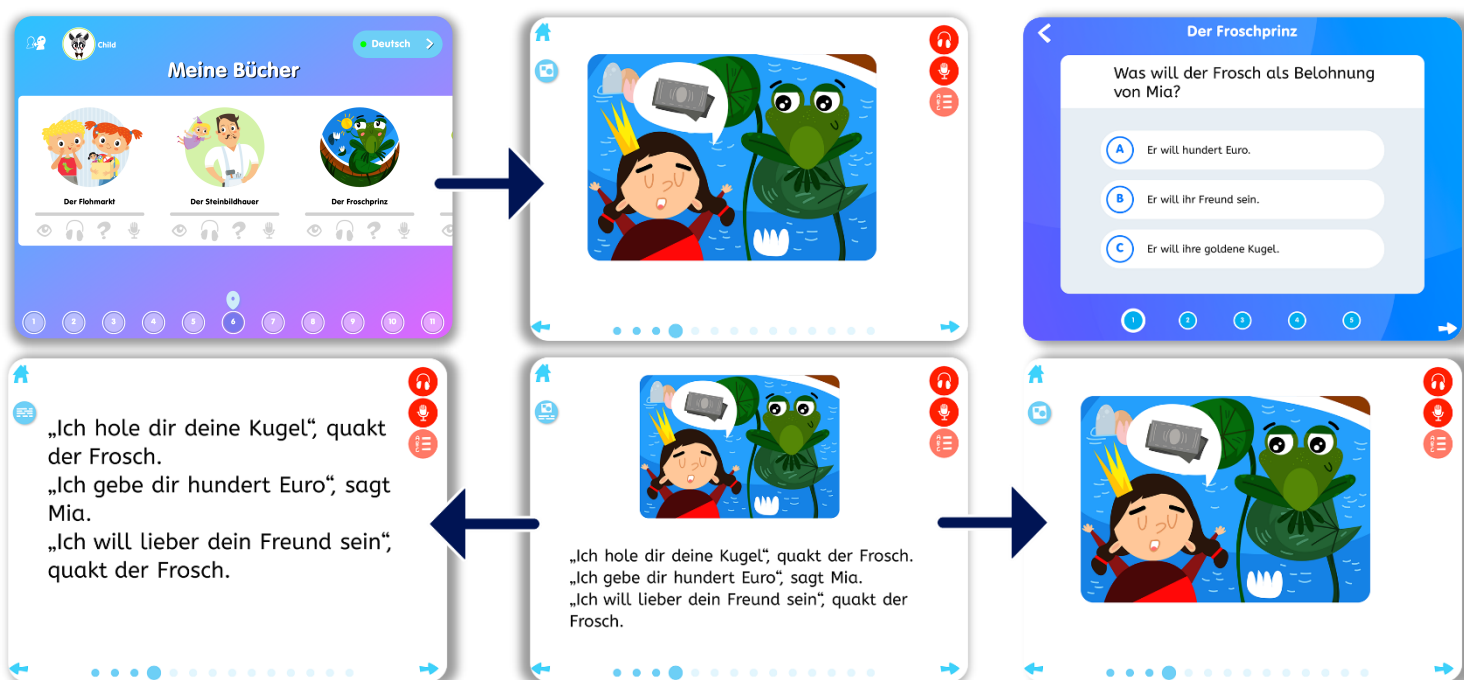 Child
Deutsch
Meine Bücher
Der Flohmarkt
Der Steinbildhauer
Der Froschprinz
?
?
?
1
2
3
4
5
6
7
8
9
10
11
A
B
C
Der Froschprinz
Was will der Frosch als Belohnung
von Mia?
A
Er will hundert Euro.
B
Er will ihr Freund sein.
C
Er will ihre goldene Kugel.
1
2
3
4
5
„Ich hole dir deine Kugel“, quakt
der Frosch.
„Ich gebe dir hundert Euro“, sagt
Mia.
„Ich will lieber dein Freund sein“,
quakt der Frosch.
A
B
C
„Ich hole dir deine Kugel“, quakt der Frosch.
„Ich gebe dir hundert Euro“, sagt Mia.
„Ich will lieber dein Freund sein“, quakt der
Frosch.
A
B
C
A
B
C